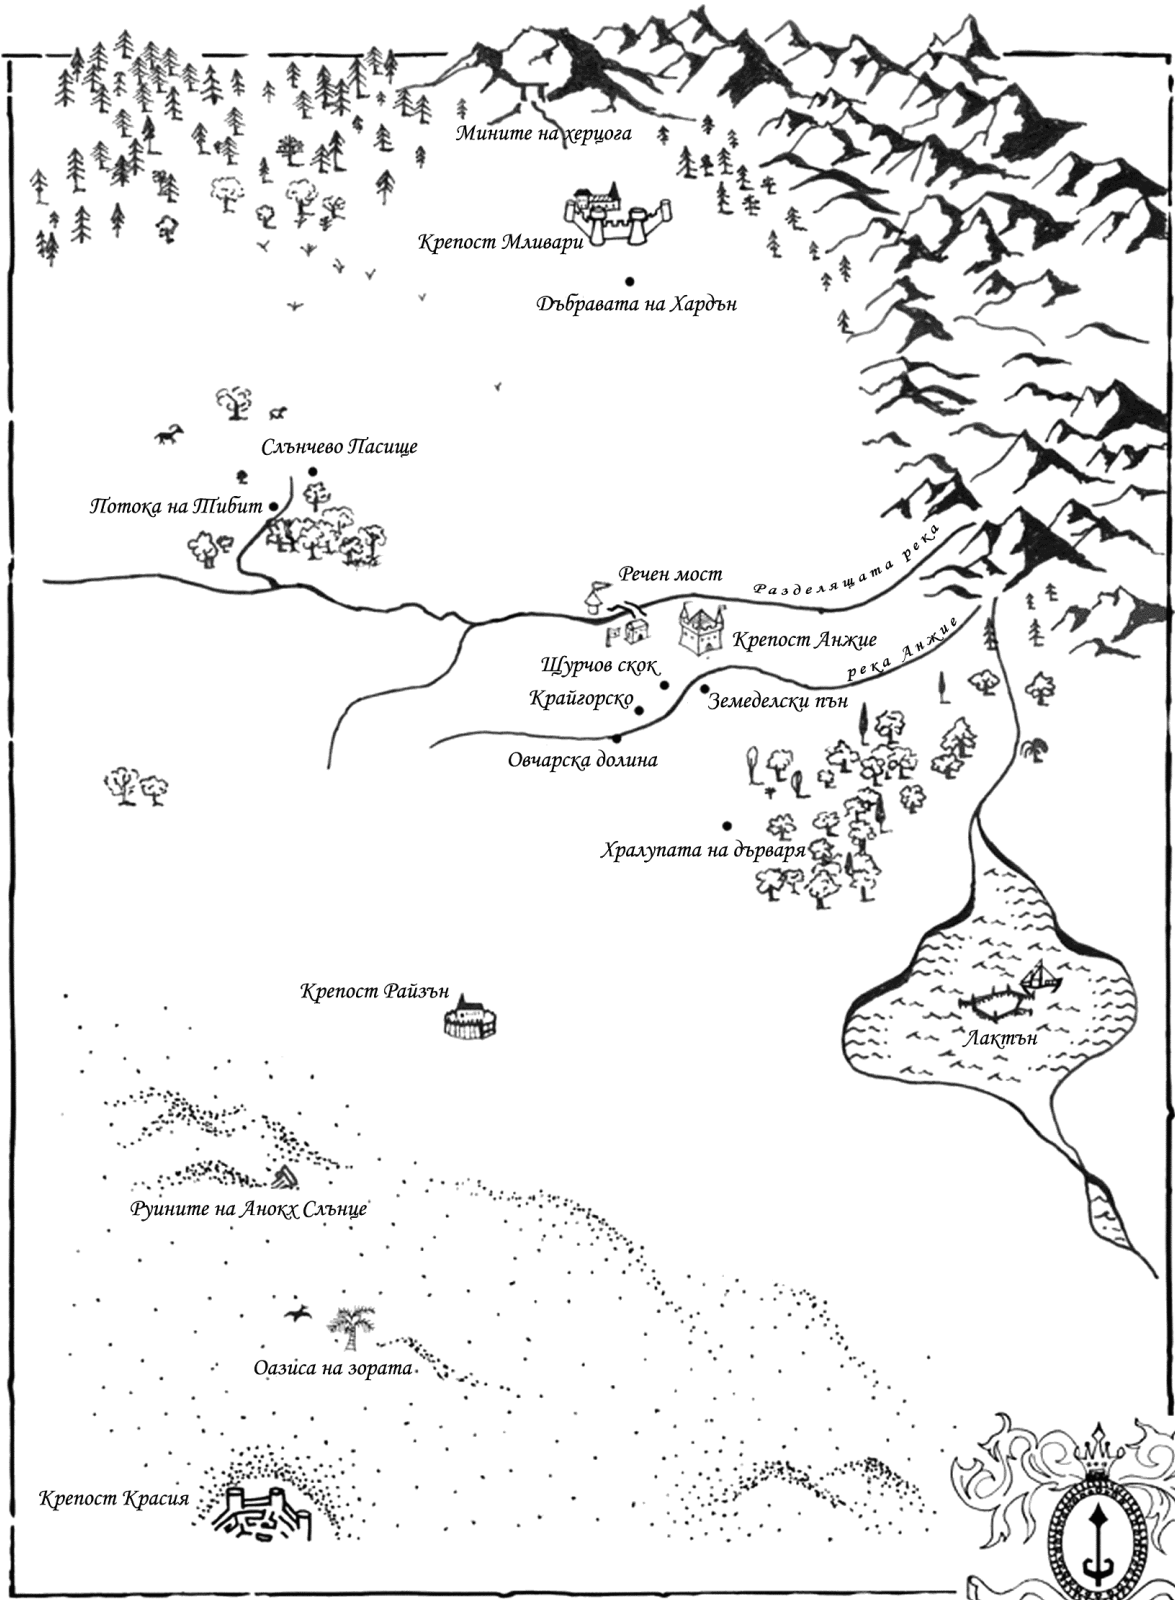 Мините на херцога
Крепост Мливари
Дъбравата на Хардън
Слънчево Пасище
Потока на Тибит
Разделящата река
Речен мост
Крепост Анжие
река Анжие
Щурчов скок
Крайгорско
Земеделски пън
Овчарска долина
Хралупата на дърваря
Крепост Райзън
Лактън
Руините на Анокх Слънце
Оазиса на зората
Крепост Красия